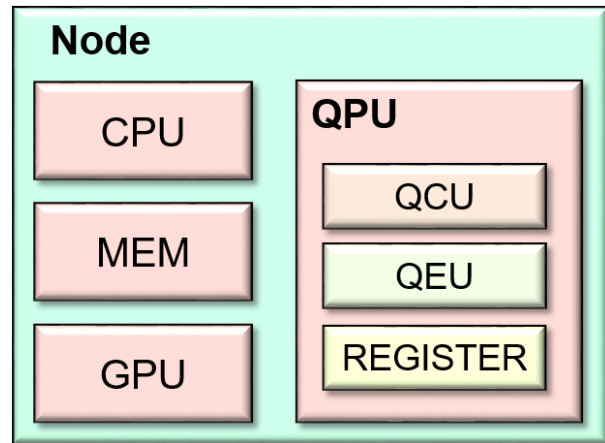 Node
CPU
MEM
GPU
QPU
QCU
QEU
REGISTER